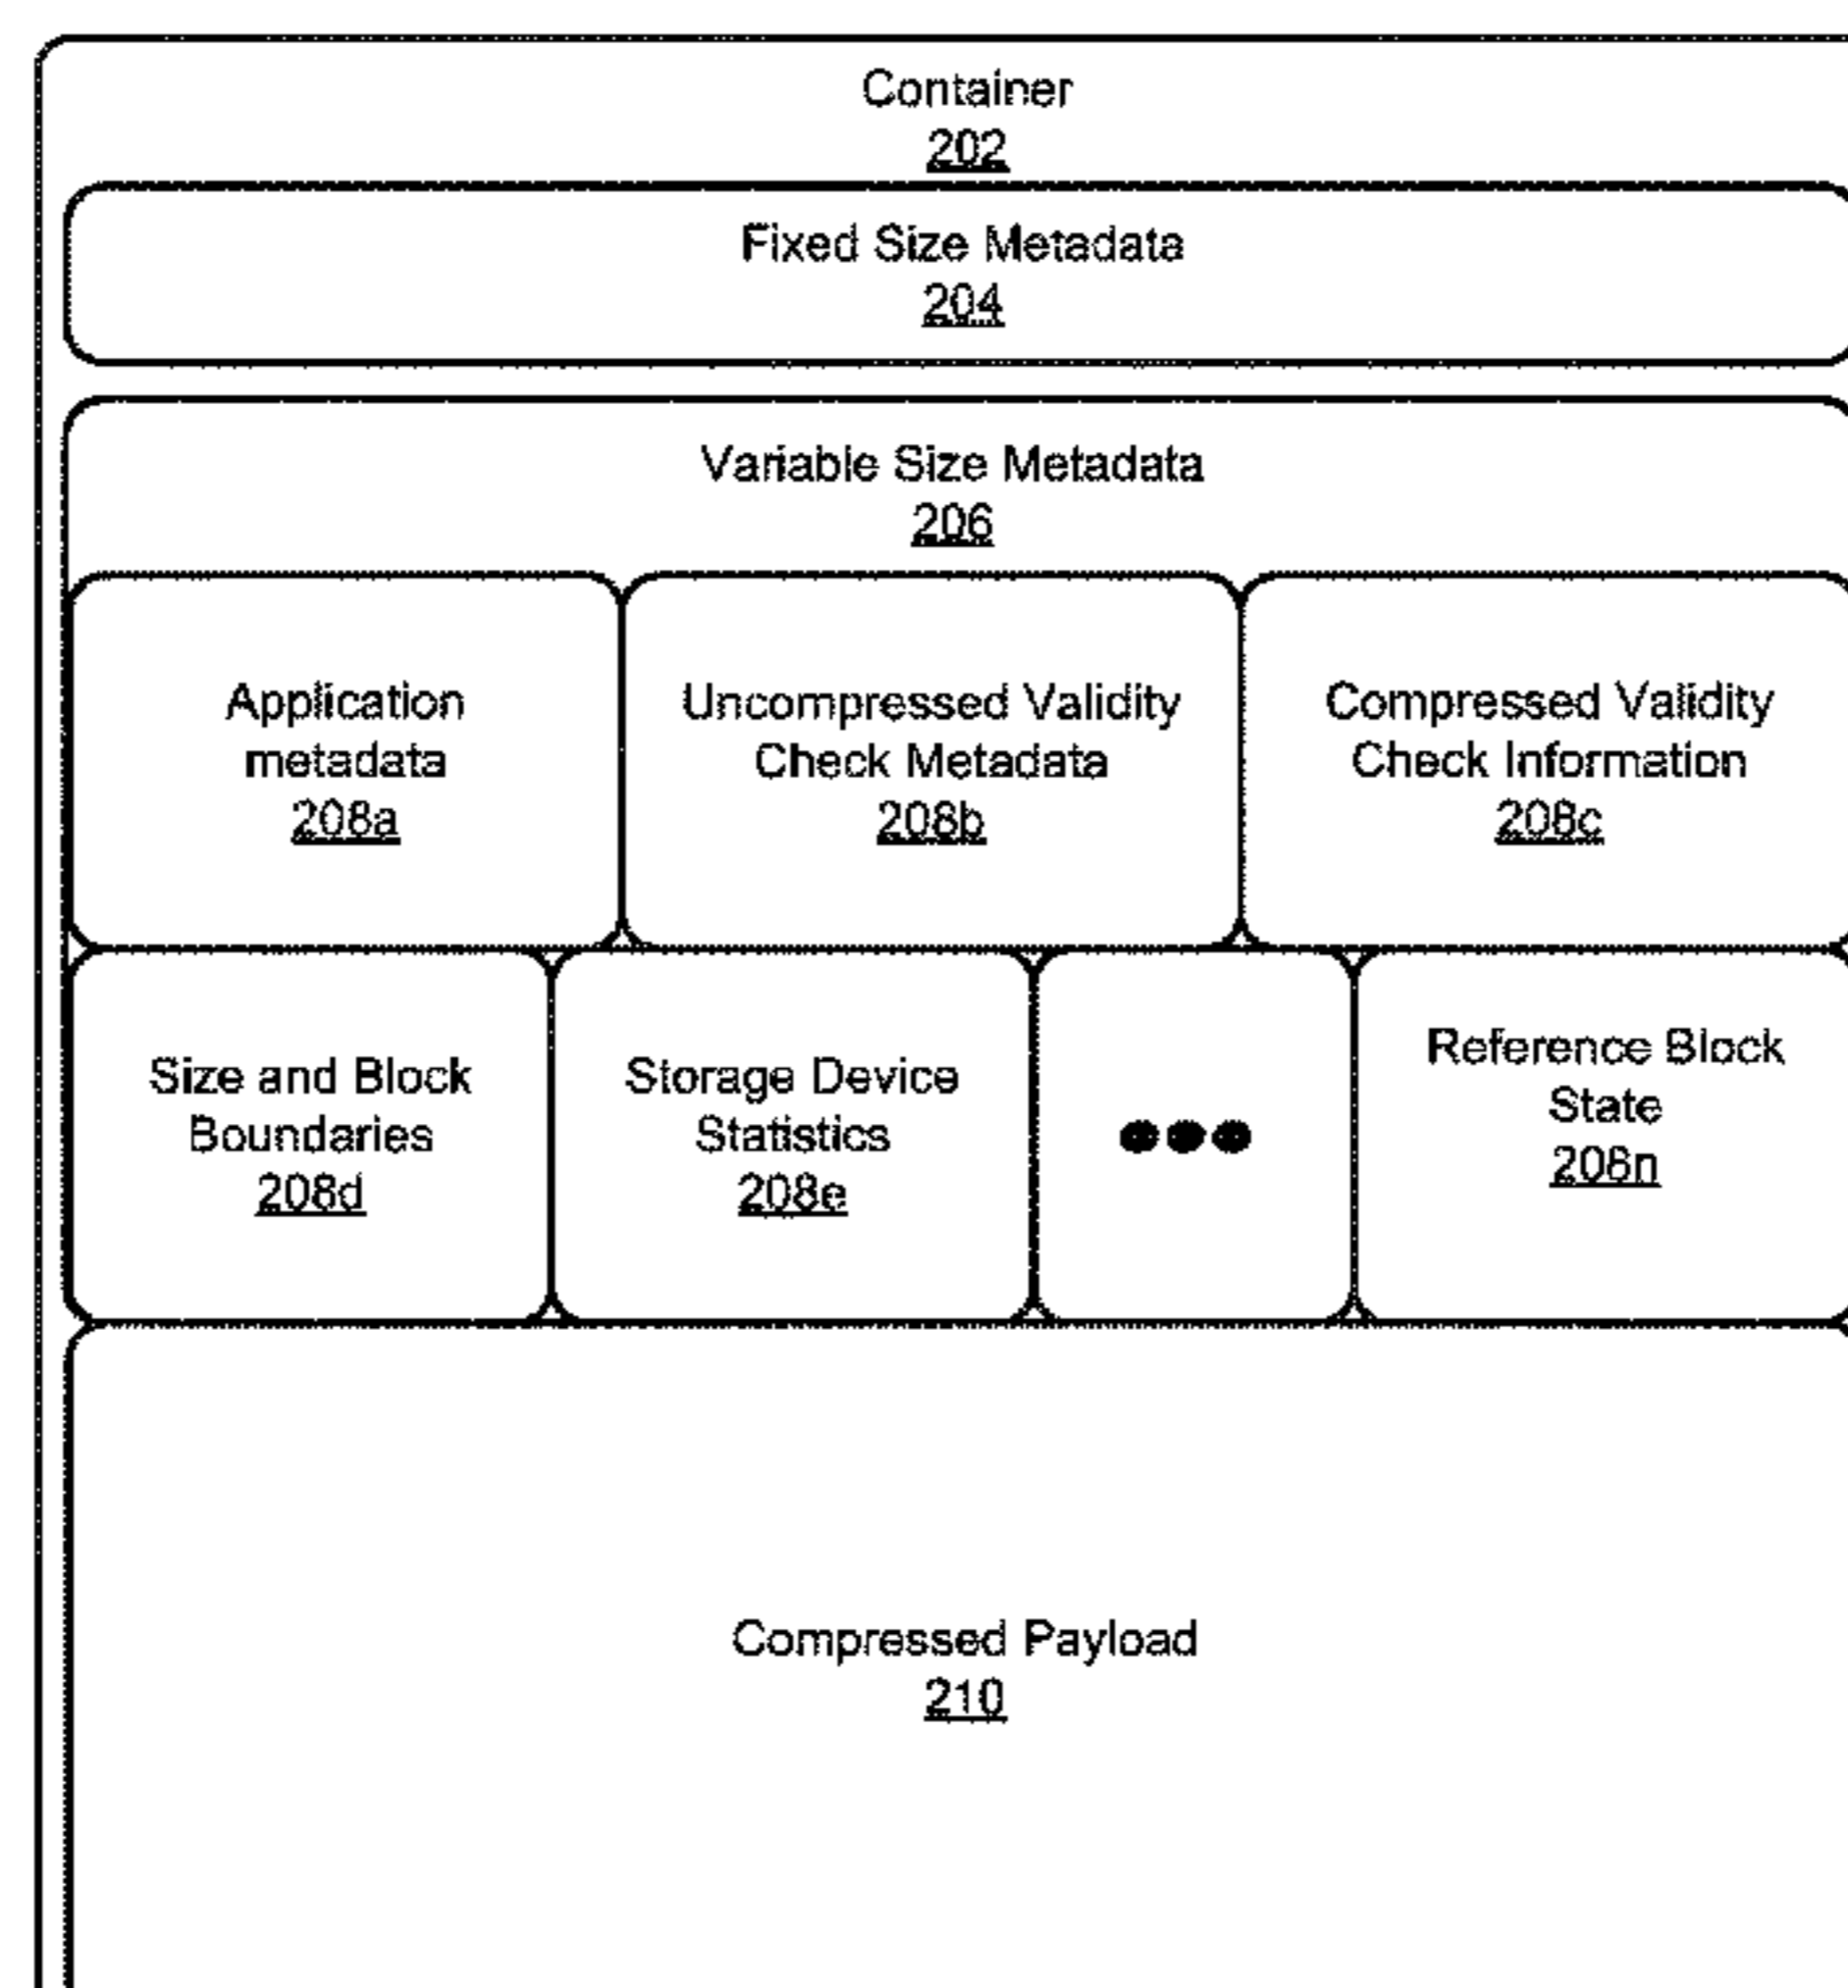 Container
202
Fixed Size Metadata
204
Variable Size Metadata
206
Application
metadata
208a
Uncompressed Validity
Check Metadata
208b
Compressed Validity
Check Information
208c
Size and Block
Boundaries
208d
Storage Device
Statistics
208e
Reference Block
State
208n
Compressed Payload
210